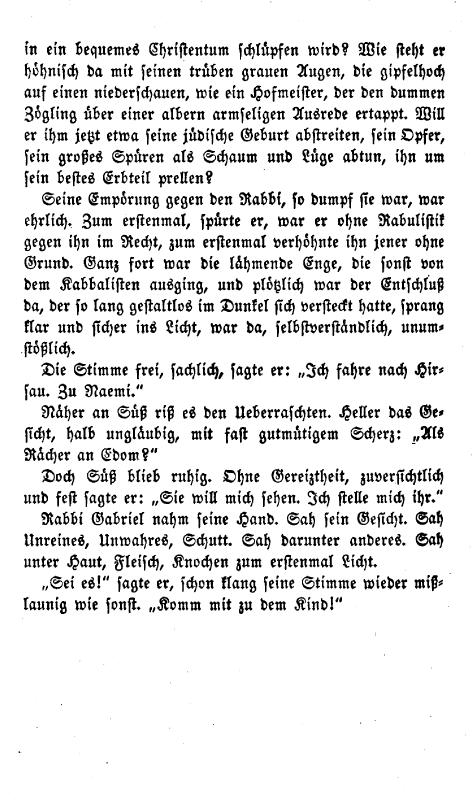 in ein bequemes Christentum schlüpfen wird? Wie steht er
höhnisch da mit seinen trüben grauen Augen, die gipfelhoch
auf einen niederschauen, wie ein Hofmeister, der den dummen
Zögling über einer albern armseligen Ausrede ertappt. Will
er ihm jetzt etwa seine jüdische Geburt abstreiten, sein Opfer,
sein großes Spüren als Schaum und Lüge abtun, ihn um
sein bestes Erbteil prellen?
Seine Empörung gegen den Rabbi, so dumpf sie war, war
ehrlich. Zum erstenmal, spürte er, war er ohne Rabulistik
gegen ihn im Recht, zum erstenmal verhöhnte ihn jener ohne
Grund. Ganz fort war die lähmende Enge, die sonst von
dem Kabbalisten ausging, und plötzlich war der Entschluß
da, der so lang gestaltlos im Dunkel sich versteckt hatte, sprang
klar und sicher ins Licht, war da, selbstverständlich, unum-
stößlich.
Die Stimme frei, sachlich, sagte er: „Ich fahre nach Hir-
sau. Zu Naemi.“
Näher an Süß riß es den Ueberraschten. Heller das Ge-
sicht, halb ungläubig, mit fast gutmütigem Scherz: „Als
Rächer an Edom?“
Doch Süß blieb ruhig. Ohne Gereiztheit, zuversichtlich
und fest sagte er: „Sie will mich sehen. Ich stelle mich ihr.“
Rabbi Gabriel nahm seine Hand. Sah sein Gesicht. Sah
Unreines, Unwahres, Schutt. Sah darunter anderes. Sah
unter Haut, Fleisch, Knochen zum erstenmal Licht.
„Sei es!“ sagte er, schon klang seine Stimme wieder miß-
launig wie sonst. „Komm mit zu dem Kind!“